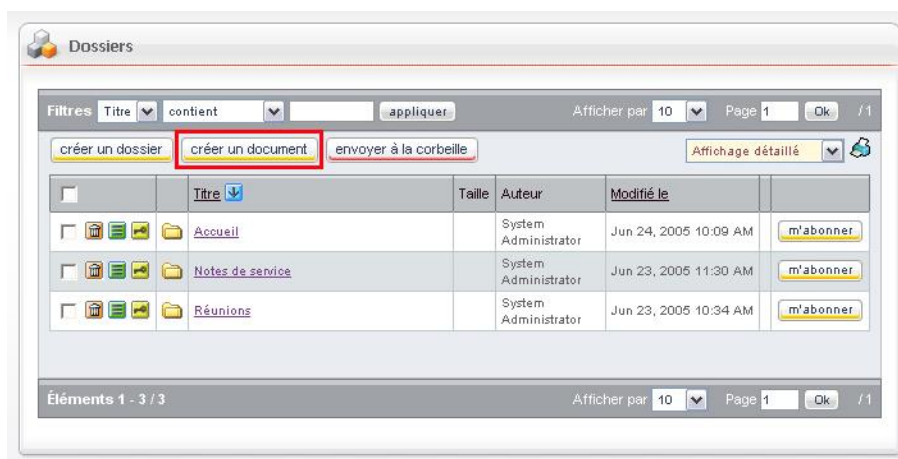 Dossiers
Filtres Titre contient appliquer Afficher par 10 Page 1 Ok / 1
créer un dossier créer un document envoyer à la corbeille Affichage détaillé
Titre Taille Auteur Modifié le
Accueil System Administrator Jun 24, 2005 10:09 AM m'abonner
Notes de service System Administrator Jun 23, 2005 11:30 AM m'abonner
Réunions System Administrator Jun 23, 2005 10:34 AM m'abonner
Éléments 1 - 3 / 3 Afficher par 10 Page 1 Ok / 1